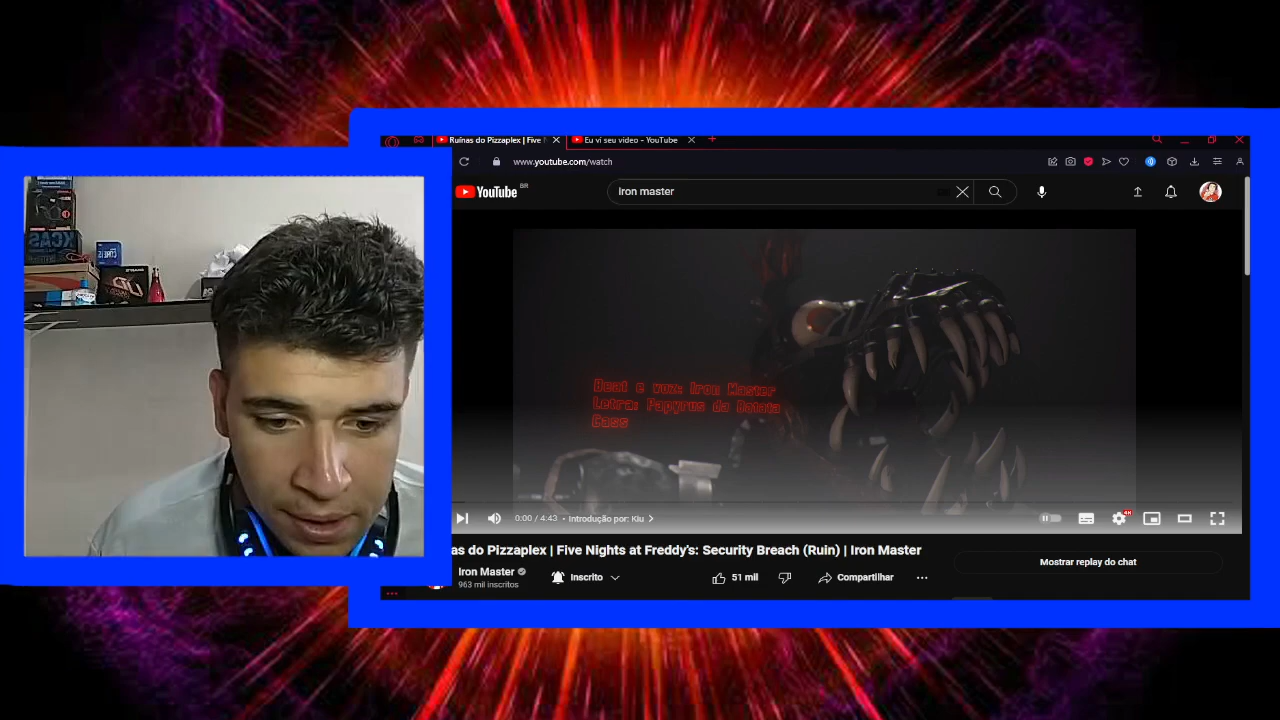 Ruínas do Pizzaplex | Five
Eu vi seu video - YouTube
www.youtube.com/watch
YouTube BR
Iron master
Beat e voz: Iron Master
Letra: Papyrus da Batata
Cass
0:00 / 4:43 • Introdução por: Kiu
4K
as do Pizzaplex | Five Nights at Freddy's: Security Breach (Ruin) | Iron Master
Iron Master
963 mil inscritos
Inscrito
51 mil
Compartilhar
Mostrar replay do chat